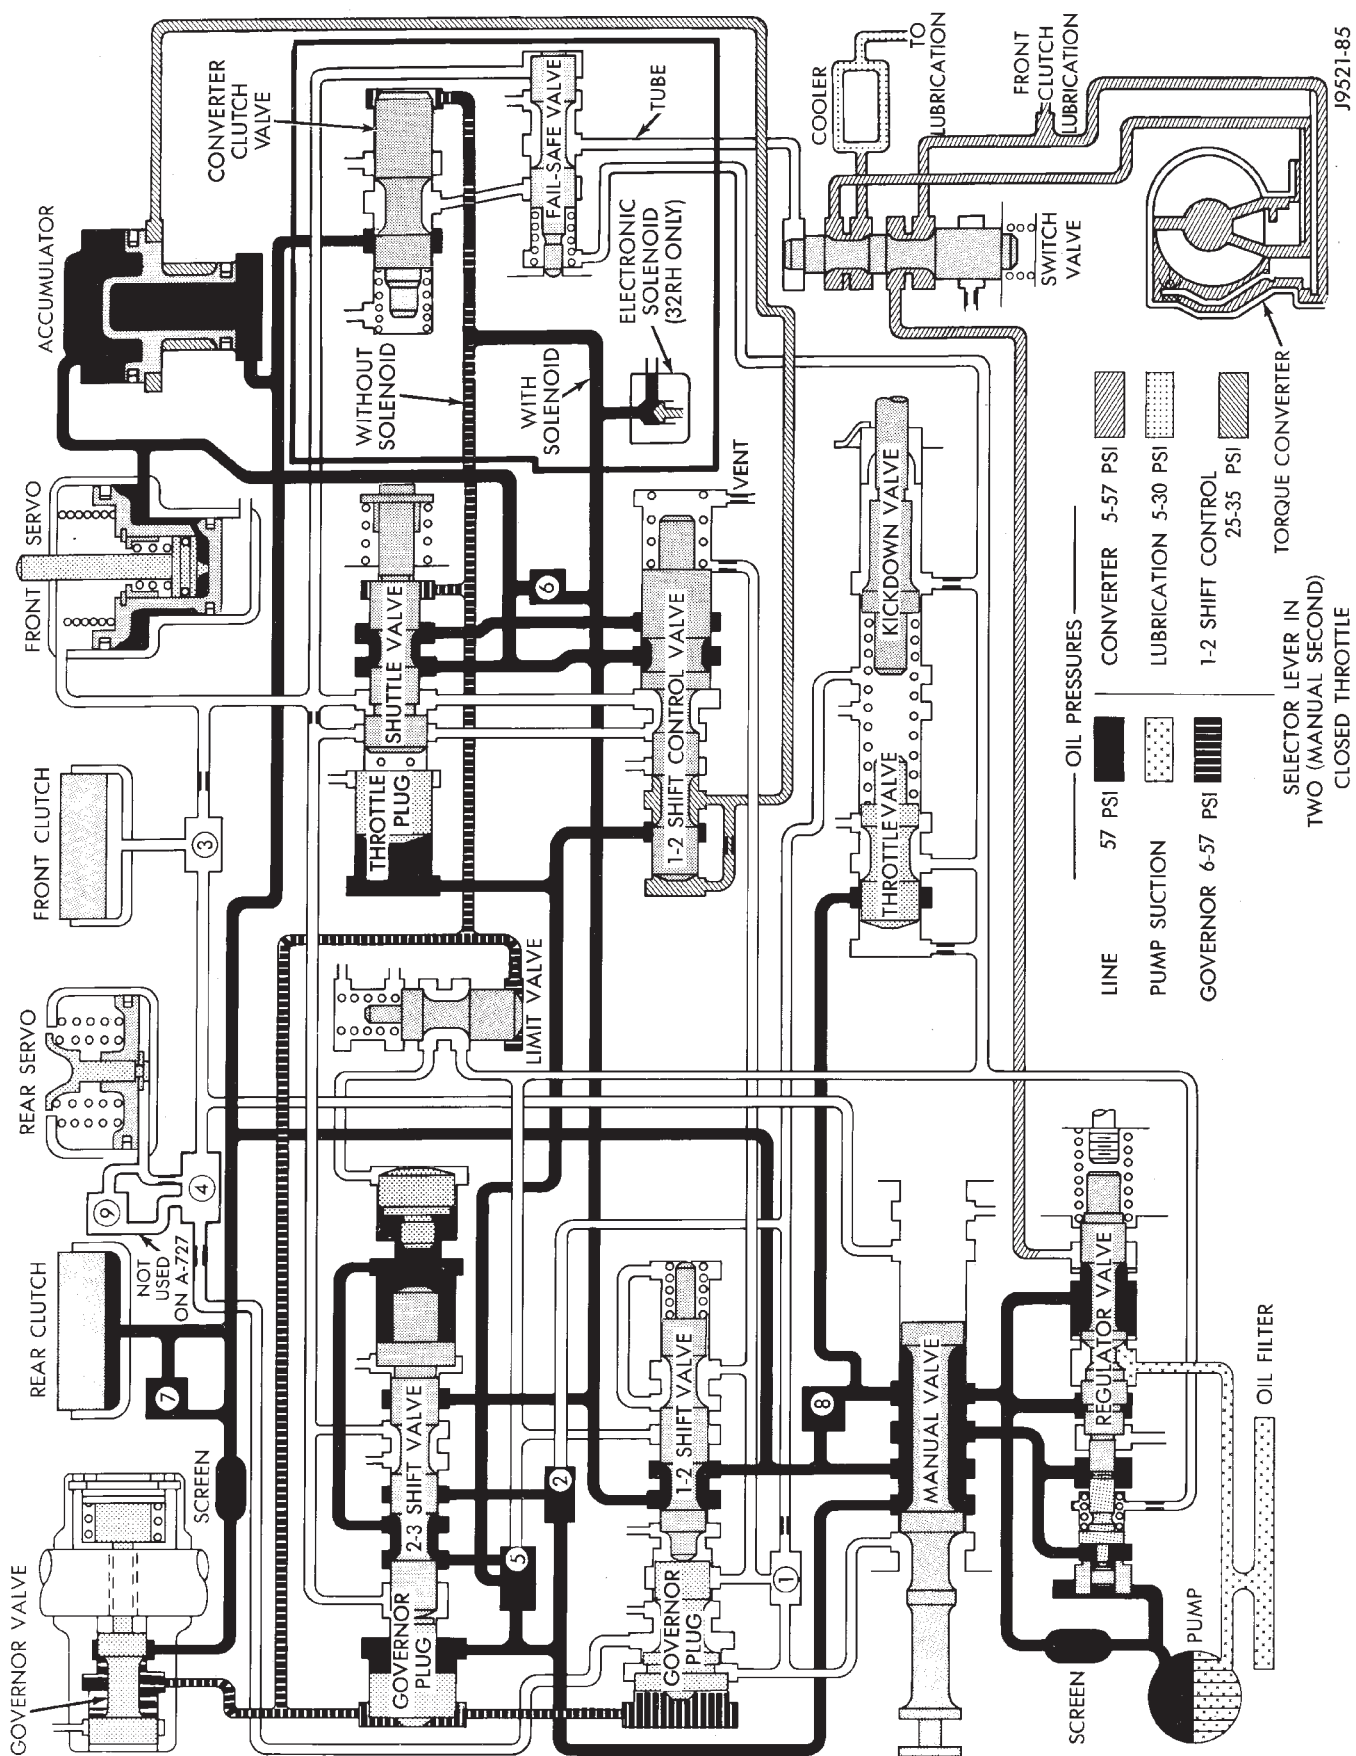 GOVERNOR VALVE
SCREEN
REAR CLUTCH
7
NOT
USED
ON A-727
9
4
REAR SERVO
FRONT CLUTCH
3
FRONT SERVO
ACCUMULATOR
CONVERTER
CLUTCH
VALVE
GOVERNOR
PLUG
2-3 SHIFT VALVE
5
2
LIMIT VALVE
THROTTLE
PLUG
SHUTTLE VALVE
6
WITHOUT
SOLENOID
WITH
SOLENOID
FAIL-SAFE VALVE
ELECTRONIC
SOLENOID
(32RH ONLY)
TUBE
GOVERNOR
PLUG
1-2 SHIFT VALVE
1
8
1-2 SHIFT CONTROL VALVE
VENT
MANUAL VALVE
THROTTLE VALVE
KICKDOWN VALVE
COOLER
TO
LUBRICATION
FRONT
CLUTCH
LUBRICATION
SWITCH
VALVE
SCREEN
PUMP
REGULATOR VALVE
OIL FILTER
OIL PRESSURES
LINE 57 PSI
PUMP SUCTION
GOVERNOR 6-57 PSI
CONVERTER 5-57 PSI
LUBRICATION 5-30 PSI
1-2 SHIFT CONTROL
25-35 PSI
TORQUE CONVERTER
SELECTOR LEVER IN
TWO (MANUAL SECOND)
CLOSED THROTTLE
J9521-85